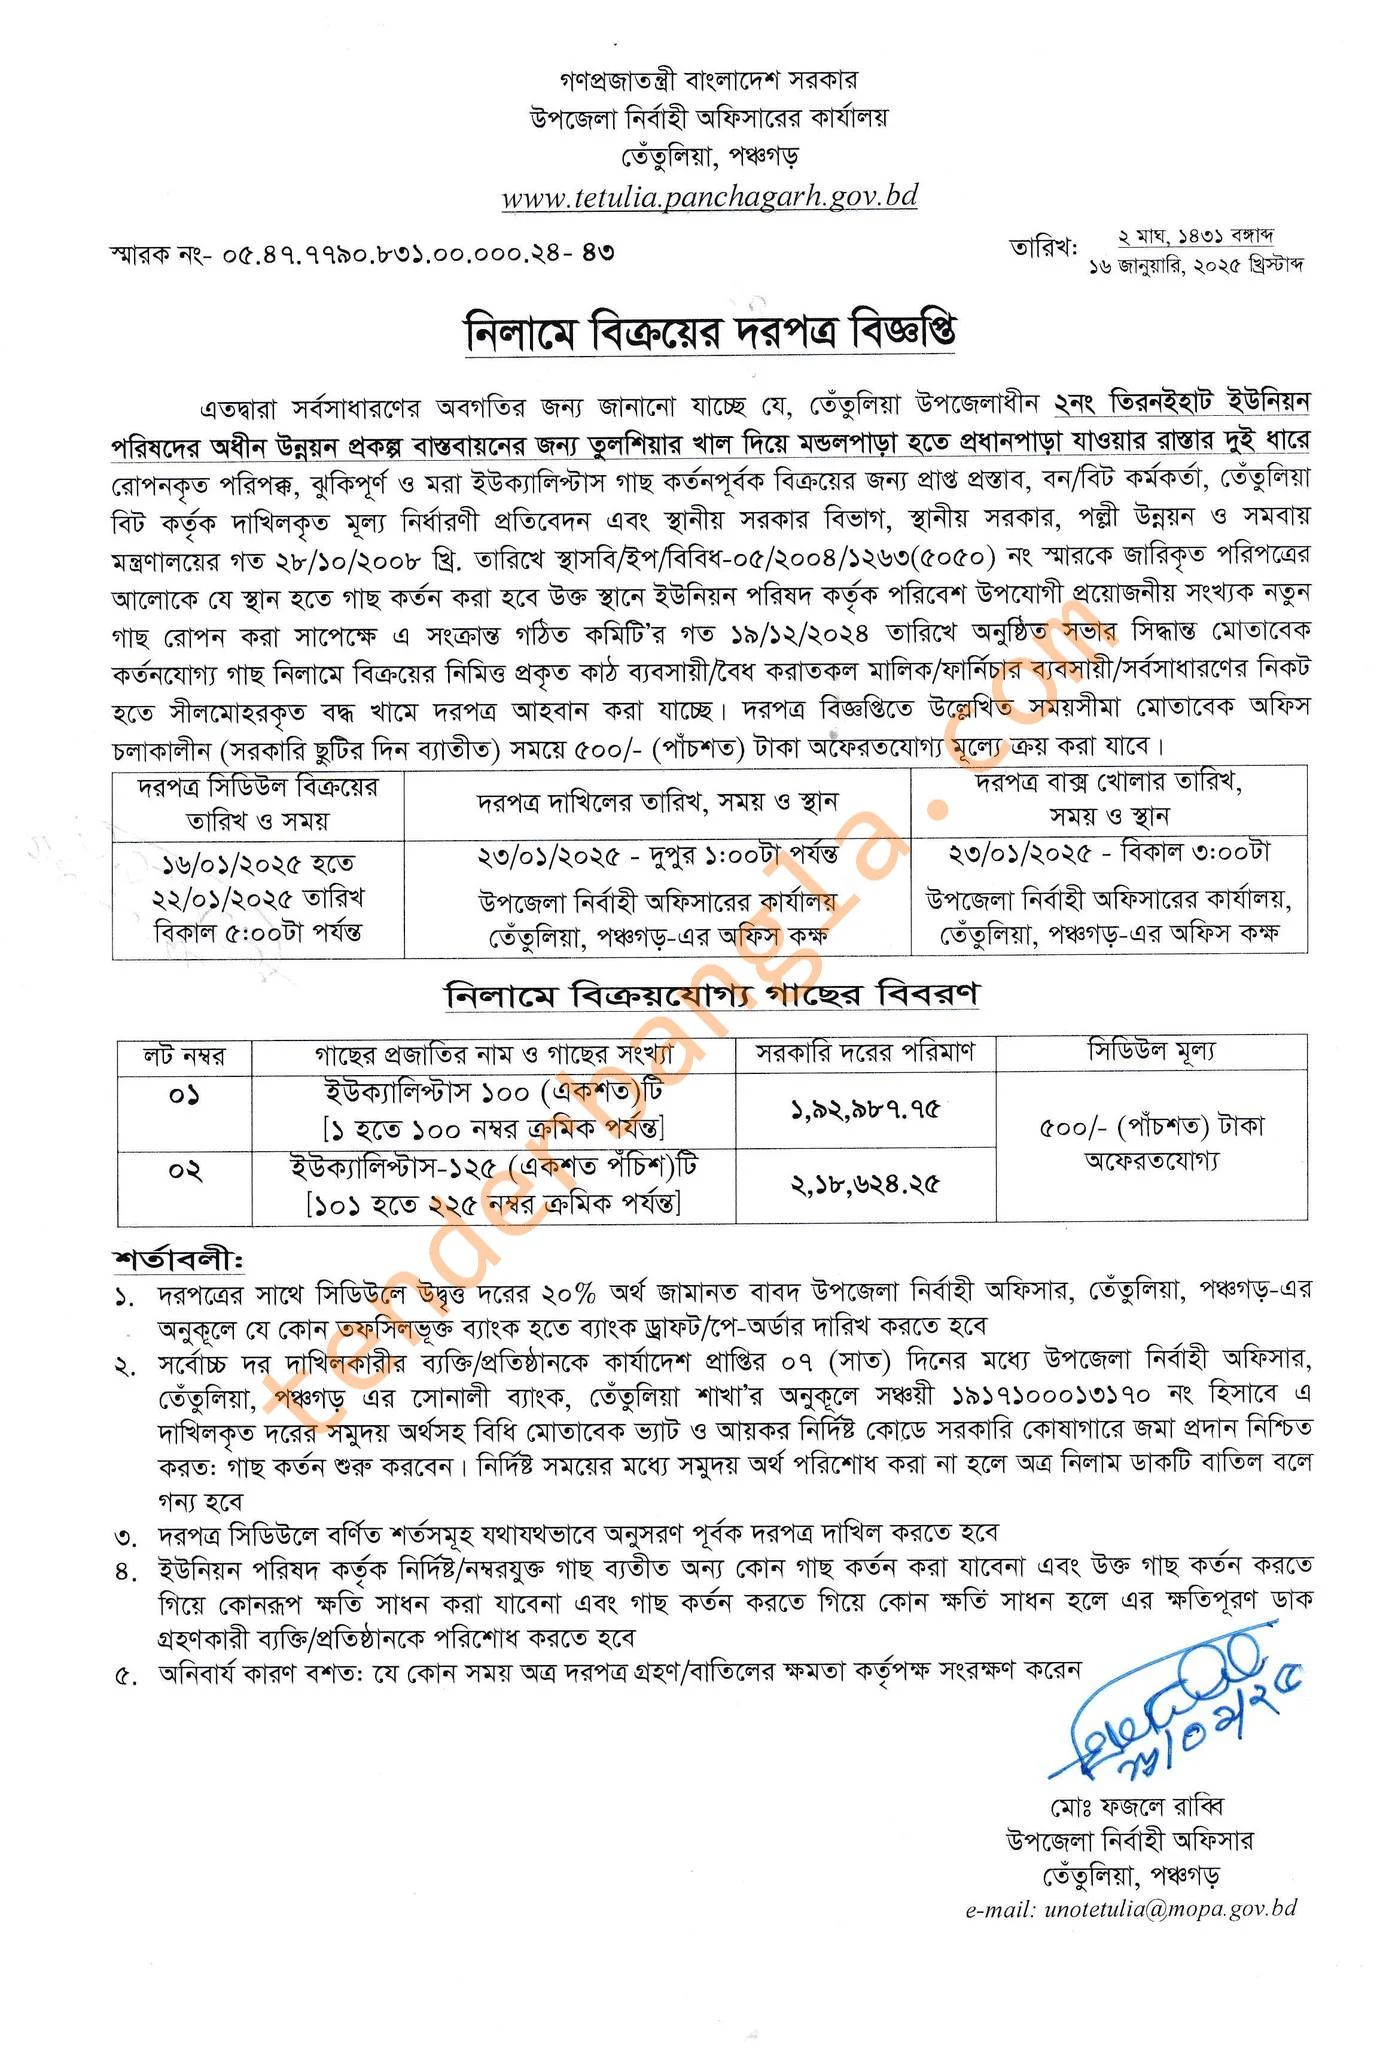 গণপ্রজাতন্ত্রী বাংলাদেশ সরকার
উপজেলা নির্বাহী অফিসারের কার্যালয়
তেঁতুলিয়া, পঞ্চগড়
www.tetulia.panchagarh.gov.bd
স্মারক নং- ০৫.৪৭.৭৭৯০.৮৩১.০০.০০০.২৪- ৪৩
তারিখ: ২ মাঘ, ১৪৩১ বঙ্গাব্দ
১৬ জানুয়ারি, ২০২৫ খ্রিস্টাব্দ
নিলামে বিক্রয়ের দরপত্র বিজ্ঞপ্তি
এতদ্বারা সর্বসাধারণের অবগতির জন্য জানানো যাচ্ছে যে, তেঁতুলিয়া উপজেলাধীন ২নং তিরনইহাট ইউনিয়ন
পরিষদের অধীন উন্নয়ন প্রকল্প বাস্তবায়নের জন্য তুলশিয়ার খাল দিয়ে মন্ডলপাড়া হতে প্রধানপাড়া যাওয়ার রাস্তার দুই ধারে
রোপনকৃত পরিপক্ক, ঝুকিপূর্ণ ও মরা ইউক্যালিপ্টাস গাছ কর্তনপূর্বক বিক্রয়ের জন্য প্রাপ্ত প্রস্তাব, বন/বিট কর্মকর্তা, তেঁতুলিয়া
বিট কর্তৃক দাখিলকৃত মূল্য নির্ধারণী প্রতিবেদন এবং স্থানীয় সরকার বিভাগ, স্থানীয় সরকার, পল্লী উন্নয়ন ও সমবায়
মন্ত্রণালয়ের গত ২৮/১০/২০০৮ খ্রি. তারিখে স্থাসবি/ইপ/বিবিধ-০৫/২০০৪/১২৬৩(৫০৫০) নং স্মারকে জারিকৃত পরিপত্রের
আলোকে যে স্থান হতে গাছ কর্তন করা হবে উক্ত স্থানে ইউনিয়ন পরিষদ কর্তৃক পরিবেশ উপযোগী প্রয়োজনীয় সংখ্যক নতুন
গাছ রোপন করা সাপেক্ষে এ সংক্রান্ত গঠিত কমিটি’র গত ১৯/১২/২০২৪ তারিখে অনুষ্ঠিত সভার সিদ্ধান্ত মোতাবেক
কর্তনযোগ্য গাছ নিলামে বিক্রয়ের নিমিত্ত প্রকৃত কাঠ ব্যবসায়ী/বৈধ করাতকল মালিক/ফার্নিচার ব্যবসায়ী/সর্বসাধারণের নিকট
হতে সীলমোহরকৃত বদ্ধ খামে দরপত্র আহবান করা যাচ্ছে। দরপত্র বিজ্ঞপ্তিতে উল্লেখিত সময়সীমা মোতাবেক অফিস
চলাকালীন (সরকারি ছুটির দিন ব্যাতীত) সময়ে ৫০০/- (পাঁচশত) টাকা অফেরতযোগ্য মূল্যে ক্রয় করা যাবে।
দরপত্র সিডিউল বিক্রয়ের
তারিখ ও সময়
দরপত্র দাখিলের তারিখ, সময় ও স্থান
দরপত্র বাক্স খোলার তারিখ,
সময় ও স্থান
১৬/০১/২০২৫ হতে
২২/০১/২০২৫ তারিখ
বিকাল ৫:০০টা পর্যন্ত
২৩/০১/২০২৫ - দুপুর ১:০০টা পর্যন্ত
উপজেলা নির্বাহী অফিসারের কার্যালয়
তেঁতুলিয়া, পঞ্চগড়-এর অফিস কক্ষ
২৩/০১/২০২৫ - বিকাল ৩:০০টা
উপজেলা নির্বাহী অফিসারের কার্যালয়,
তেঁতুলিয়া, পঞ্চগড়-এর অফিস কক্ষ
নিলামে বিক্রয়যোগ্য গাছের বিবরণ
লট নম্বর গাছের প্রজাতির নাম ও গাছের সংখ্যা সরকারি দরের পরিমাণ সিডিউল মূল্য
০১ ইউক্যালিপ্টাস ১০০ (একশত)টি
[১ হতে ১০০ নম্বর ক্রমিক পর্যন্ত]
১,৯২,৯৮৭.৭৫
৫০০/- (পাঁচশত) টাকা
অফেরতযোগ্য
০২ ইউক্যালিপ্টাস-১২৫ (একশত পঁচিশ)টি
[১০১ হতে ২২৫ নম্বর ক্রমিক পর্যন্ত]
২,১৮,৬২৪.২৫
শর্তাবলী:
১. দরপত্রের সাথে সিডিউলে উদ্বৃত্ত দরের ২০% অর্থ জামানত বাবদ উপজেলা নির্বাহী অফিসার, তেঁতুলিয়া, পঞ্চগড়-এর
অনুকূলে যে কোন তফসিলভূক্ত ব্যাংক হতে ব্যাংক ড্রাফট/পে-অর্ডার দারিখ করতে হবে
২. সর্বোচ্চ দর দাখিলকারীর ব্যক্তি/প্রতিষ্ঠানকে কার্যাদেশ প্রাপ্তির ০৭ (সাত) দিনের মধ্যে উপজেলা নির্বাহী অফিসার,
তেঁতুলিয়া, পঞ্চগড় এর সোনালী ব্যাংক, তেঁতুলিয়া শাখা’র অনুকূলে সঞ্চয়ী ১৯১৭১০০০১৩১৭০ নং হিসাবে এ
দাখিলকৃত দরের সমুদয় অর্থসহ বিধি মোতাবেক ভ্যাট ও আয়কর নির্দিষ্ট কোডে সরকারি কোষাগারে জমা প্রদান নিশ্চিত
করত: গাছ কর্তন শুরু করবেন। নির্দিষ্ট সময়ের মধ্যে সমুদয় অর্থ পরিশোধ করা না হলে অত্র নিলাম ডাকটি বাতিল বলে
গন্য হবে
৩. দরপত্র সিডিউলে বর্ণিত শর্তসমূহ যথাযথভাবে অনুসরণ পূর্বক দরপত্র দাখিল করতে হবে
৪. ইউনিয়ন পরিষদ কর্তৃক নির্দিষ্ট/নম্বরযুক্ত গাছ ব্যতীত অন্য কোন গাছ কর্তন করা যাবেনা এবং উক্ত গাছ কর্তন করতে
গিয়ে কোনরূপ ক্ষতি সাধন করা যাবেনা এবং গাছ কর্তন করতে গিয়ে কোন ক্ষতি সাধন হলে এর ক্ষতিপূরণ ডাক
গ্রহণকারী ব্যক্তি/প্রতিষ্ঠানকে পরিশোধ করতে হবে
৫. অনিবার্য কারণ বশত: যে কোন সময় অত্র দরপত্র গ্রহণ/বাতিলের ক্ষমতা কর্তৃপক্ষ সংরক্ষণ করেন
মোঃ ফজলে রাব্বি
উপজেলা নির্বাহী অফিসার
তেঁতুলিয়া, পঞ্চগড়
e-mail: unotetulia@mopa.gov.bd
tenderbangla.com